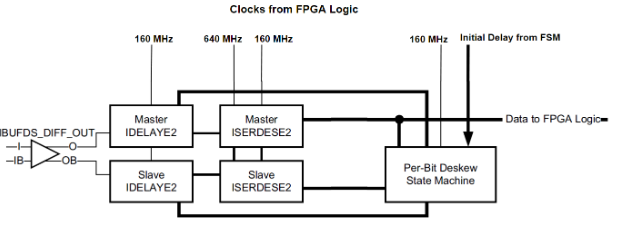 Clocks from FPGA Logic
160 MHz
640 MHz
160 MHz
160 MHz
Initial Delay from FSM
IBUFDS_DIFF_OUT
I
O
IB
OB
Master
IDELAYE2
Master
ISERDESE2
Data to FPGA Logic
Slave
IDELAYE2
Slave
ISERDESE2
Per-Bit Deskew
State Machine